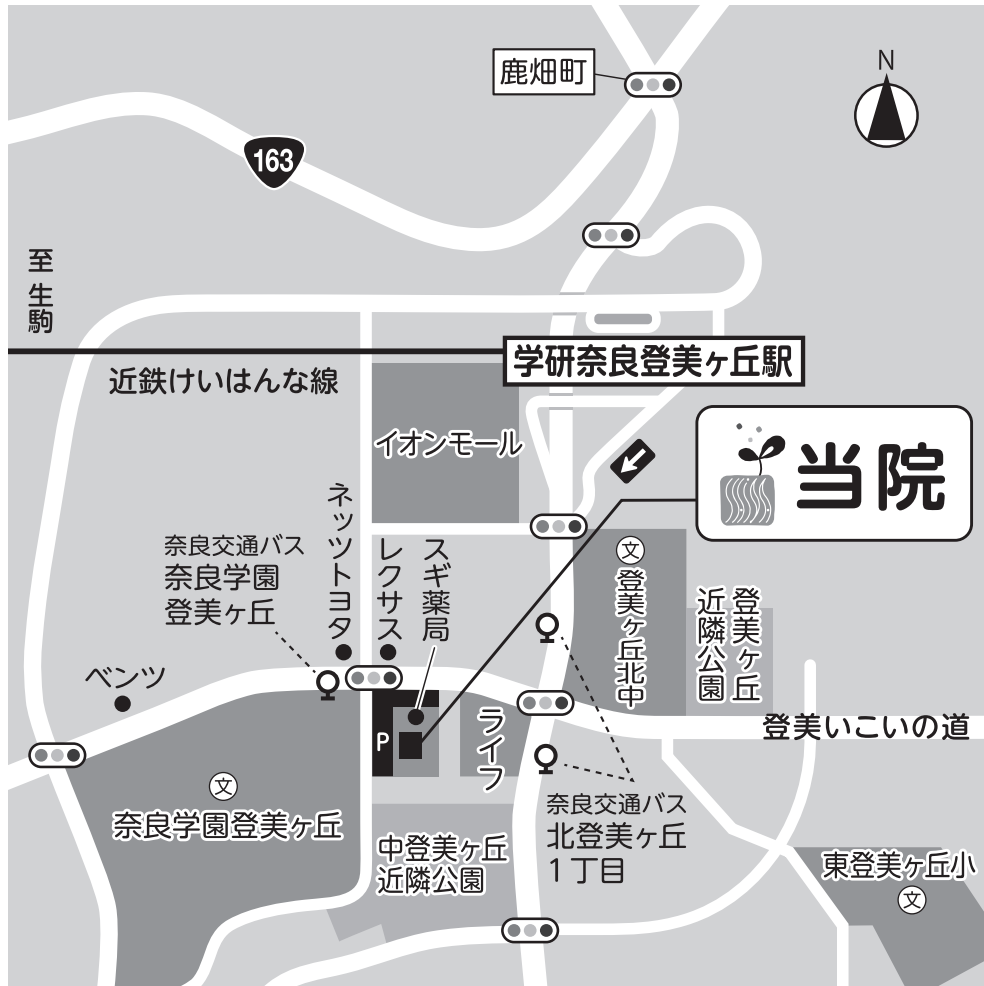 鹿畑町
N
163
至 生駒
学研奈良登美ヶ丘駅
近鉄けいはんな線
イオンモール
当院
ネッツトヨタ
レクサス
スギ薬局
奈良交通バス
奈良学園
登美ヶ丘
文
登美ヶ丘北中
登美ヶ丘
近隣公園
ベンツ
P
ライフ
登美いこいの道
文
奈良学園登美ヶ丘
奈良交通バス
北登美ヶ丘
1丁目
中登美ヶ丘
近隣公園
東登美ヶ丘小
文